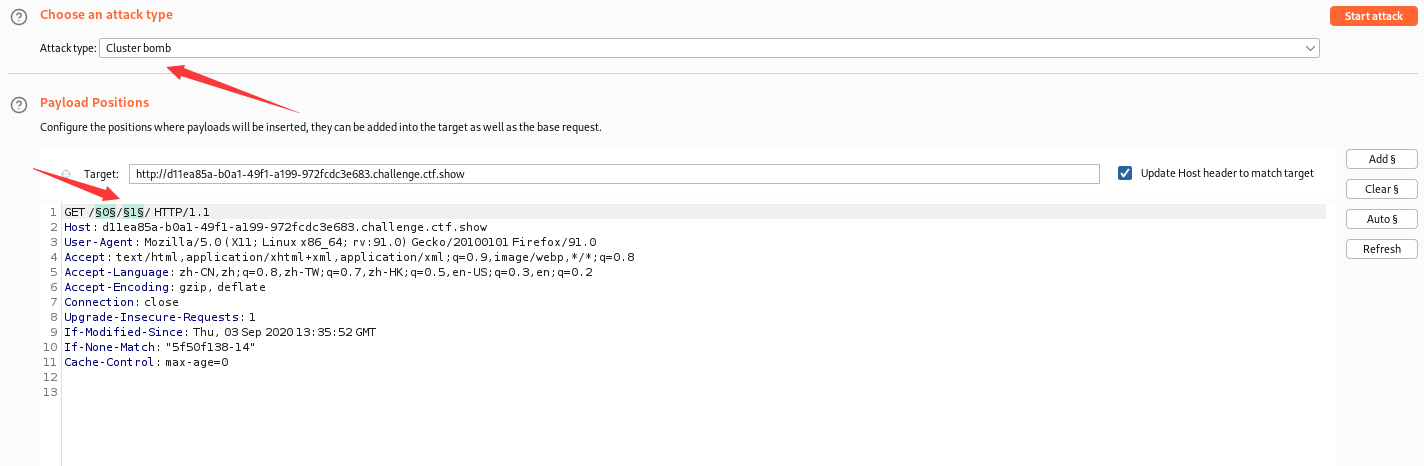 Choose an attack type
Start attack
Attack type: Cluster bomb
Payload Positions
Configure the positions where payloads will be inserted, they can be added into the target as well as the base request.
Add §
Target: http://d11ea85a-b0a1-49f1-a199-972fcdc3e683.challenge.ctf.show
Update Host header to match target
Clear §
1 GET /§0§/§1§/ HTTP/1.1
Auto §
2 Host: d11ea85a-b0a1-49f1-a199-972fcdc3e683.challenge.ctf.show
3 User-Agent: Mozilla/5.0 (X11; Linux x86_64; rv:91.0) Gecko/20100101 Firefox/91.0
Refresh
4 Accept: text/html,application/xhtml+xml,application/xml;q=0.9,image/webp,*/*;q=0.8
5 Accept-Language: zh-CN,zh;q=0.8,zh-TW;q=0.7,zh-HK;q=0.5,en-US;q=0.3,en;q=0.2
6 Accept-Encoding: gzip, deflate
7 Connection: close
8 Upgrade-Insecure-Requests: 1
9 If-Modified-Since: Thu, 03 Sep 2020 13:35:52 GMT
10 If-None-Match: "5f50f138-14"
11 Cache-Control: max-age=0
12
13